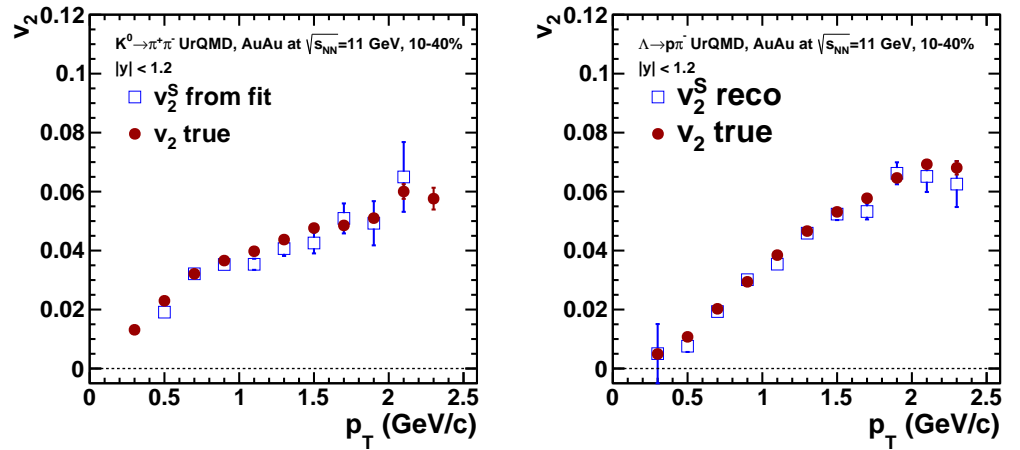 v₂
K⁰→π⁺π⁻ UrQMD, AuAu at √s_NN=11 GeV, 10-40%
|y| < 1.2
v₂ˢ from fit
v₂ true
0.12
0.1
0.08
0.06
0.04
0.02
0
0 0.5 1 1.5 2 2.5
p_T (GeV/c)
v₂
Λ→pπ⁻ UrQMD, AuAu at √s_NN=11 GeV, 10-40%
|y| < 1.2
v₂ˢ reco
v₂ true
0.12
0.1
0.08
0.06
0.04
0.02
0
0 0.5 1 1.5 2 2.5
p_T (GeV/c)